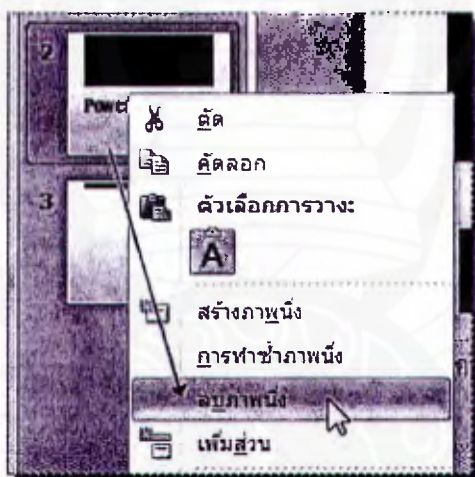 2
ตัด
คัดลอก
ตัวเลือกการวาง:
A
3
สร้างภาพนิ่ง
การทำซ้ำภาพนิ่ง
ลบภาพนิ่ง
เพิ่มส่วน